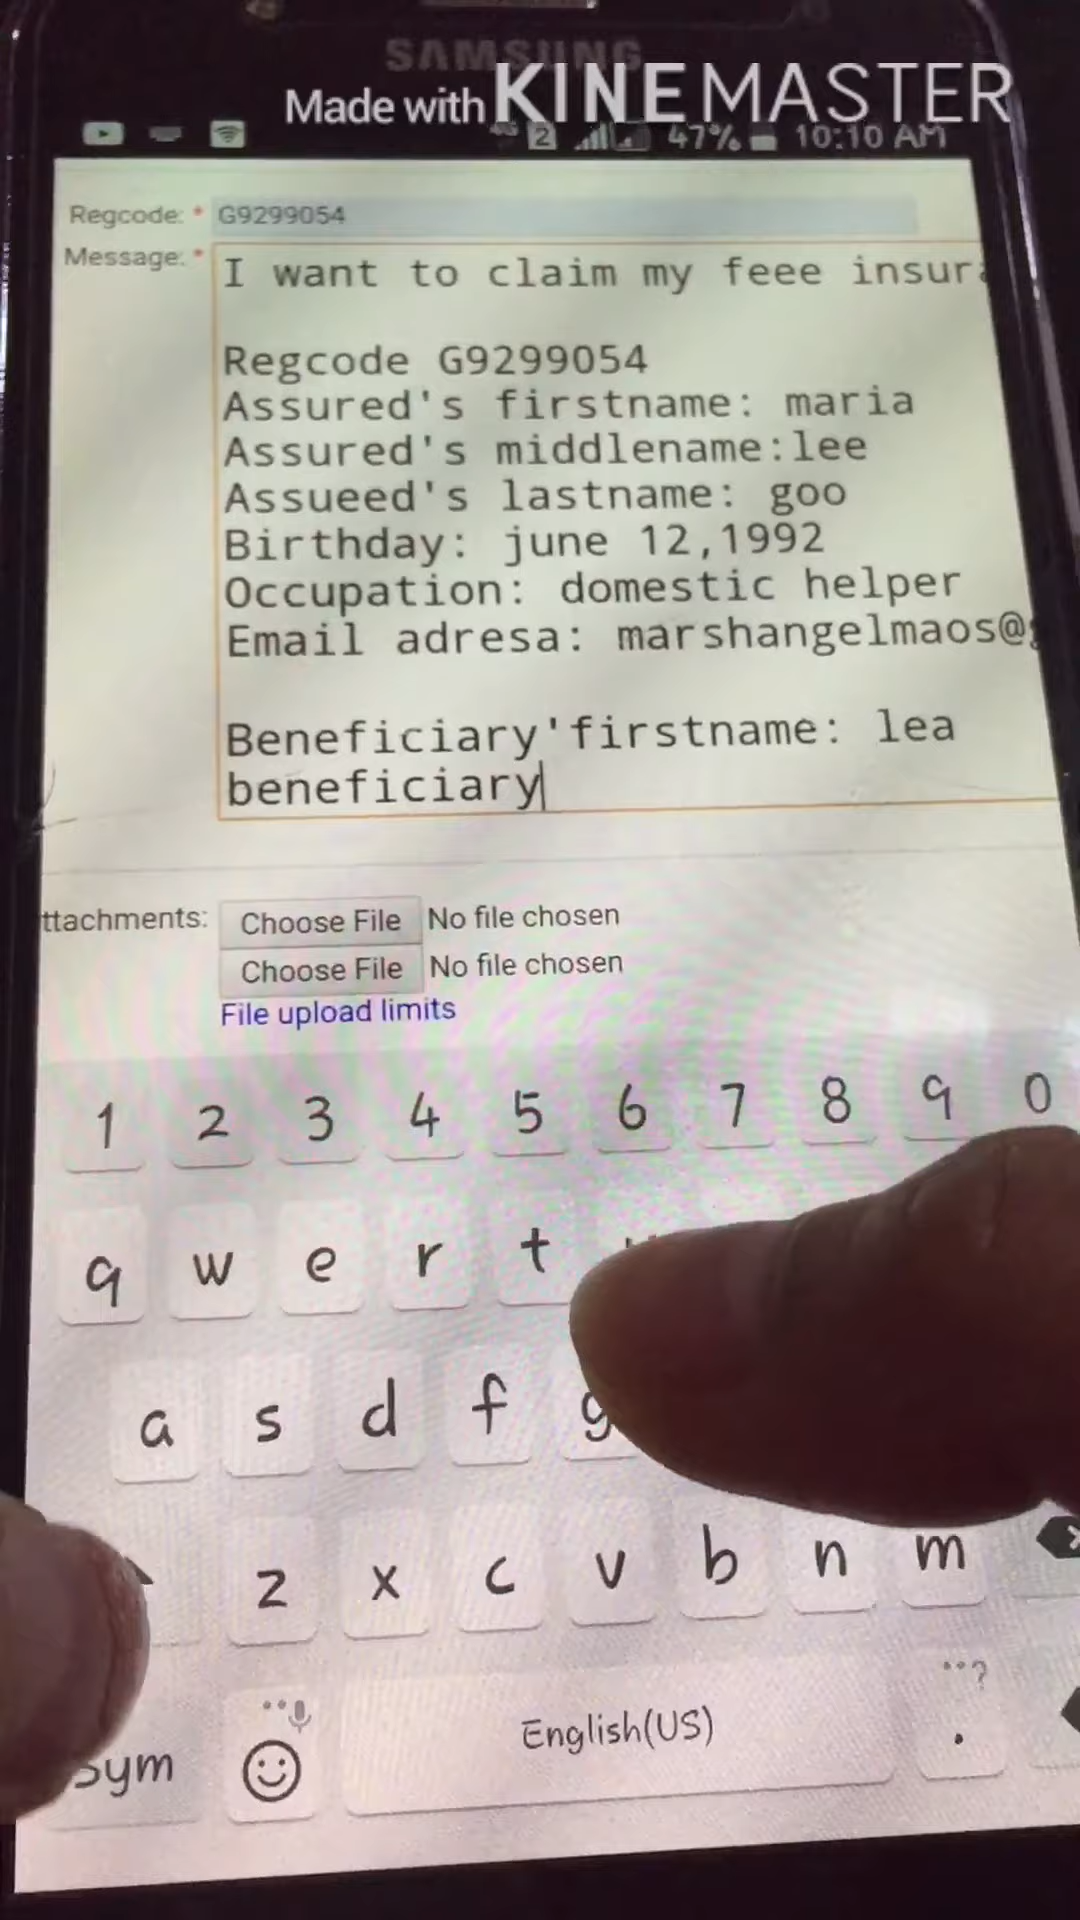 SAMSUNG
Made with KINEMASTER
2 47% 10:10 AM
Regcode: * G9299054
Message: * I want to claim my feee
Regcode G9299054
Assured's firstname: maria
Assured's middlename:lee
Assueed's lastname: goo
Birthday: june 12,1992
Occupation: domestic helper
Email adresa: marshangelmaos@
Beneficiary'firstname: lea
beneficiary
ttachments: Choose File No file chosen
Choose File No file chosen
File upload limits
1 2 3 4 5 6 7 8 9 0
q w e r t
a s d f g
z x c v b n m
Sym English(US) . ?